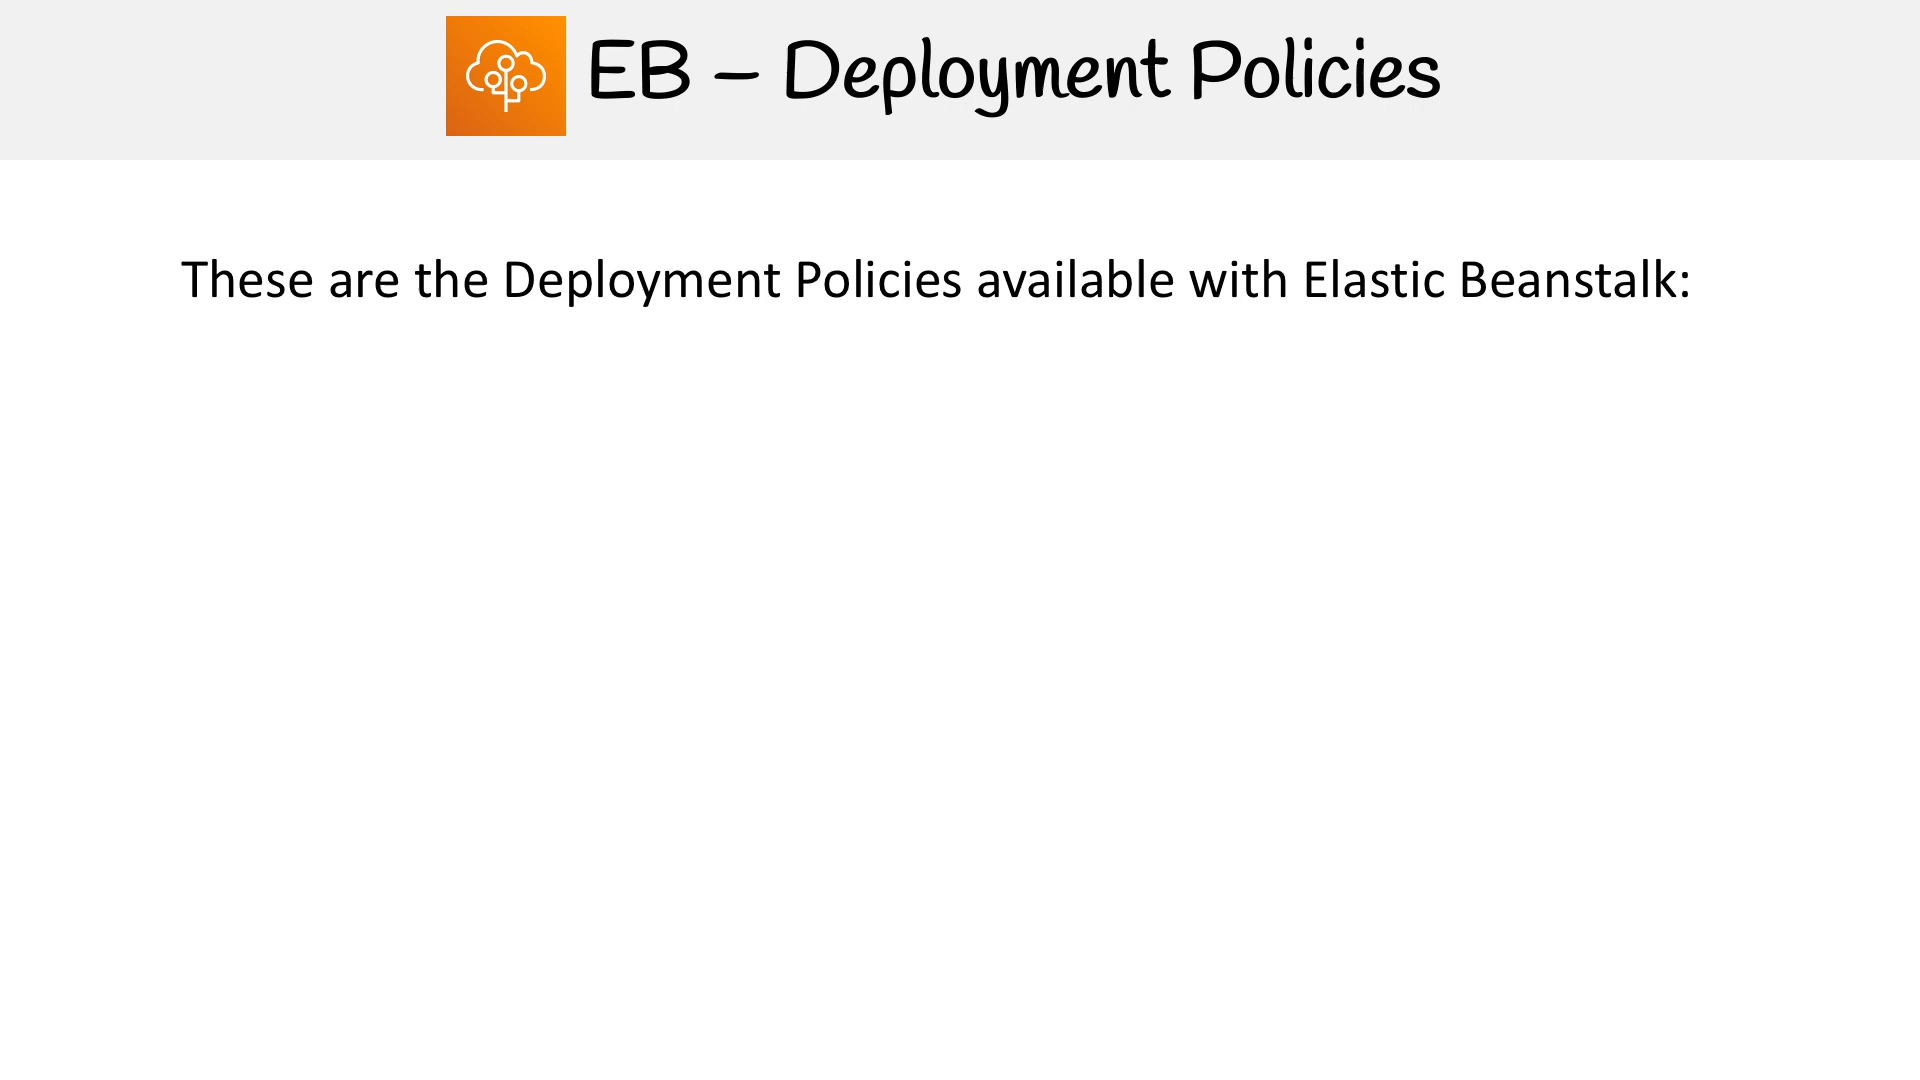 EB – Deployment Policies
These are the Deployment Policies available with Elastic Beanstalk: